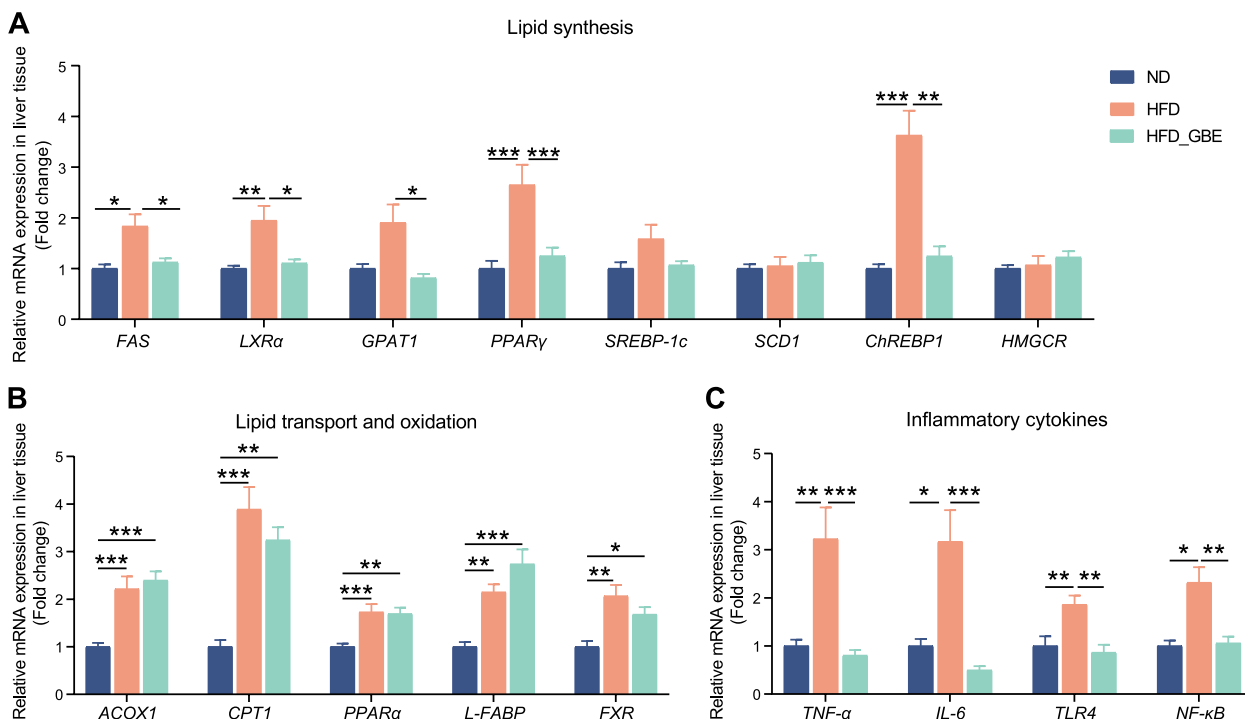 A
Lipid synthesis
Relative mRNA expression in liver tissue
(Fold change)
5
4
3
2
1
0
* * ** * * *** *** *** **
FAS LXRα GPAT1 PPARγ SREBP-1c SCD1 ChREBP1 HMGCR
ND
HFD
HFD_GBE
B
Lipid transport and oxidation
Relative mRNA expression in liver tissue
(Fold change)
5
4
3
2
1
0
*** ** ** *** *
*** *** *** ** **
ACOX1 CPT1 PPARα L-FABP FXR
C
Inflammatory cytokines
Relative mRNA expression in liver tissue
(Fold change)
5
4
3
2
1
0
** *** * *** ** ** * **
TNF-α IL-6 TLR4 NF-κB